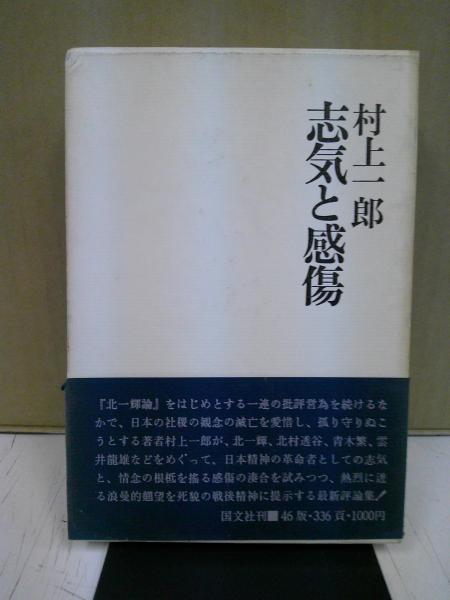 村上一郎
志気と感傷
『北一輝論』をはじめとする一連の批評営為を続けるな
かで、日本の社稷の観念の滅亡を愛惜し、孤り守りぬこ
うとする著者村上一郎が、北一輝、北村透谷、青木繁、雲
井龍雄などをめぐって、日本精神の革命者としての志気
と、情念の根柢を搖る感傷の湊合を試みつつ、熱烈に迸
る浪曼的翹望を死貌の戦後精神に提示する最新評論集!
国文社刊■46版・336頁・1000円